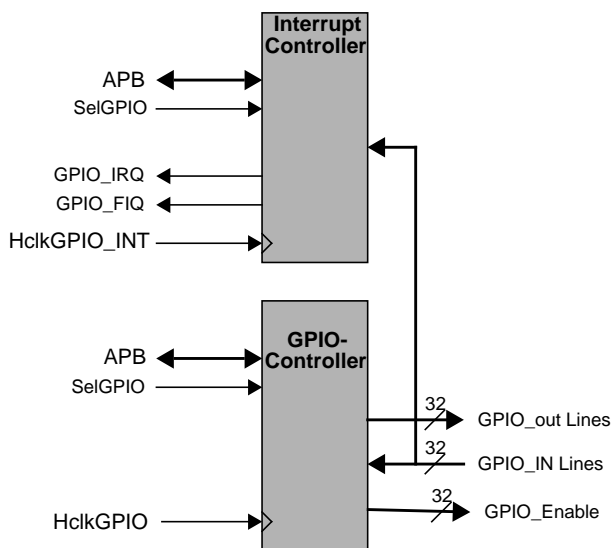 Interrupt
Controller
APB
SelGPIO
GPIO_IRQ
GPIO_FIQ
HclkGPIO_INT
GPIO-
Controller
APB
SelGPIO
32
GPIO_out Lines
32
GPIO_IN Lines
32
GPIO_Enable
HclkGPIO